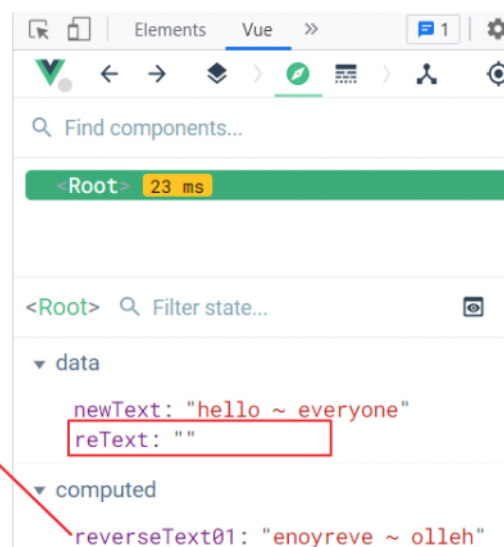 Elements Vue » 1
Find components...
<Root> 23 ms
<Root> Filter state...
data
newText: "hello ~ everyone"
reText: ""
computed
reverseText01: "enoyreve ~ olleh"